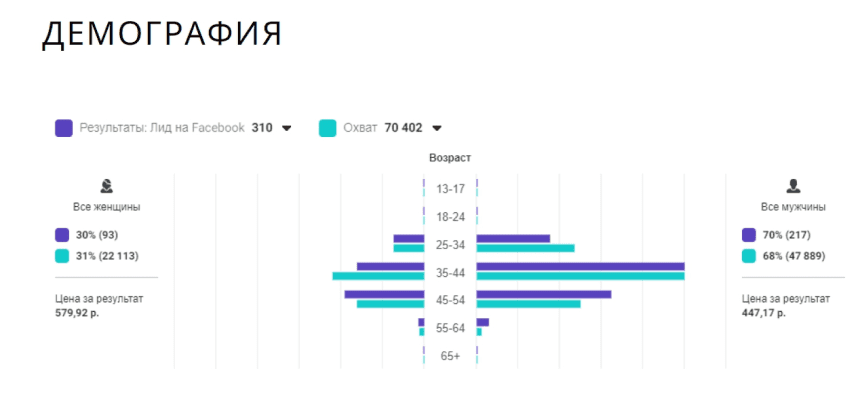 ДЕМОГРАФИЯ
Результаты: Лид на Facebook 310
Охват 70 402
Возраст
Все женщины
30% (93)
31% (22 113)
Цена за результат
579,92 р.
13-17
18-24
25-34
35-44
45-54
55-64
65+
Все мужчины
70% (217)
68% (47 889)
Цена за результат
447,17 р.